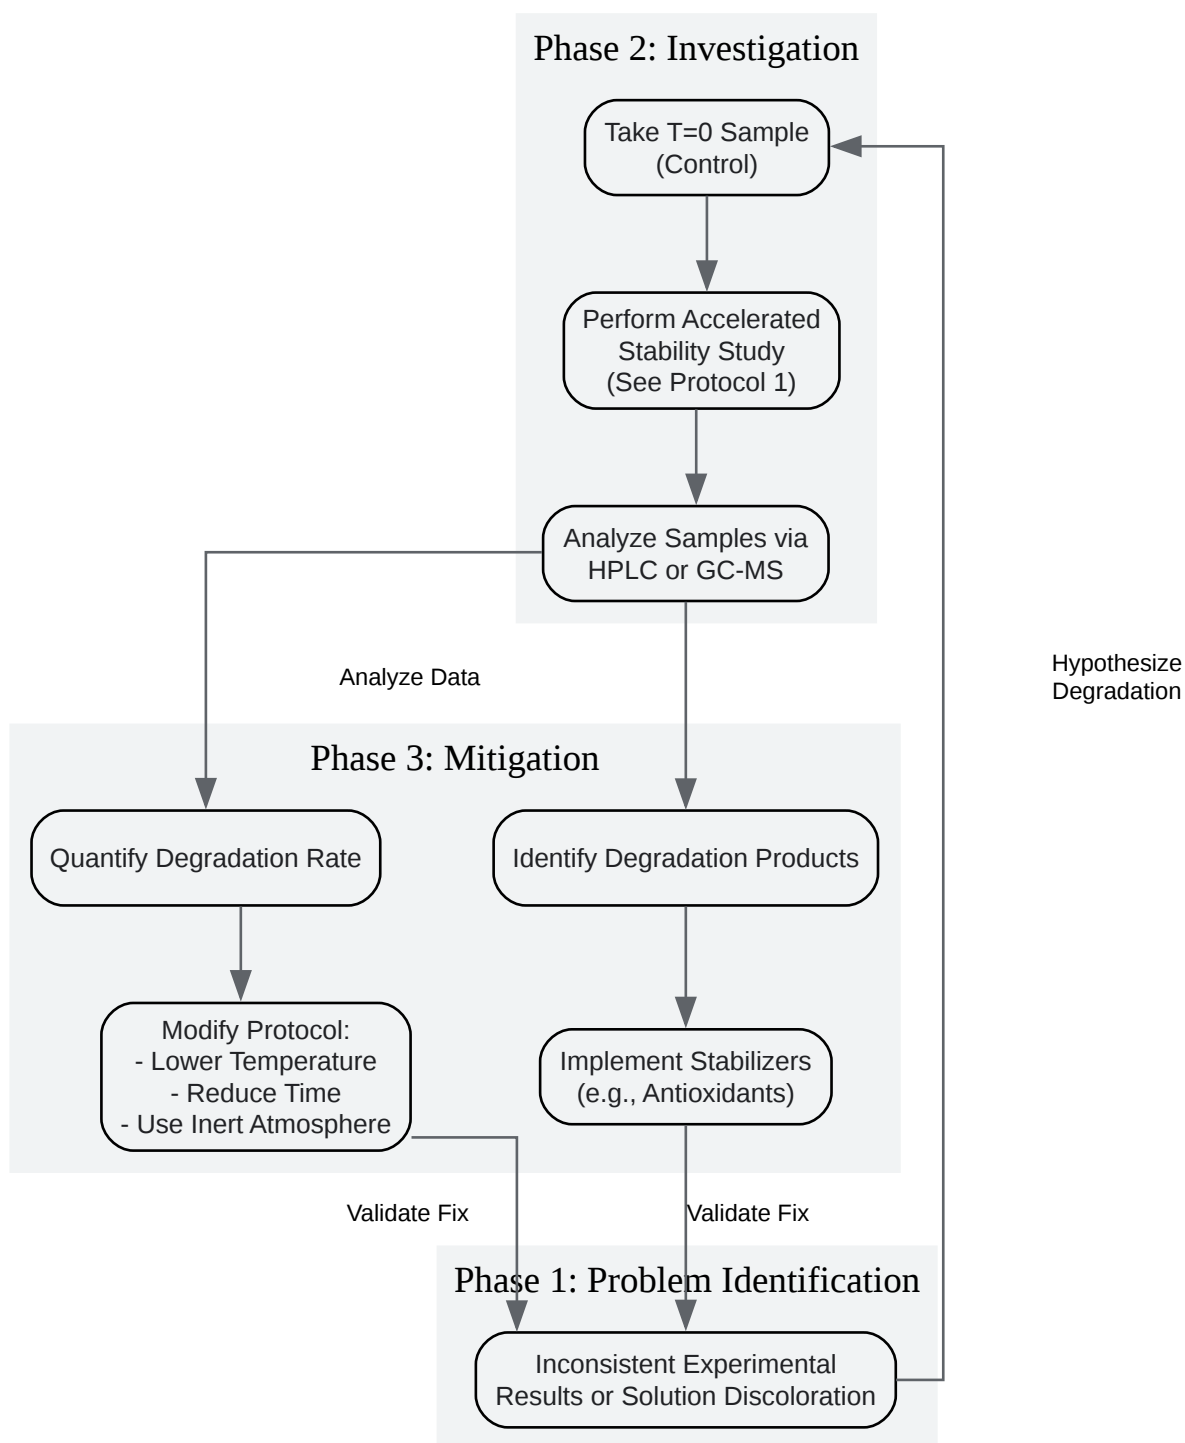 Phase 2: Investigation
Take T=0 Sample
(Control)
Perform Accelerated
Stability Study
(See Protocol 1)
Analyze Samples via
HPLC or GC-MS
Analyze Data
Hypothesize
Degradation
Phase 3: Mitigation
Quantify Degradation Rate
Identify Degradation Products
Modify Protocol:
- Lower Temperature
- Reduce Time
- Use Inert Atmosphere
Implement Stabilizers
(e.g., Antioxidants)
Validate Fix
Validate Fix
Phase 1: Problem Identification
Inconsistent Experimental
Results or Solution Discoloration